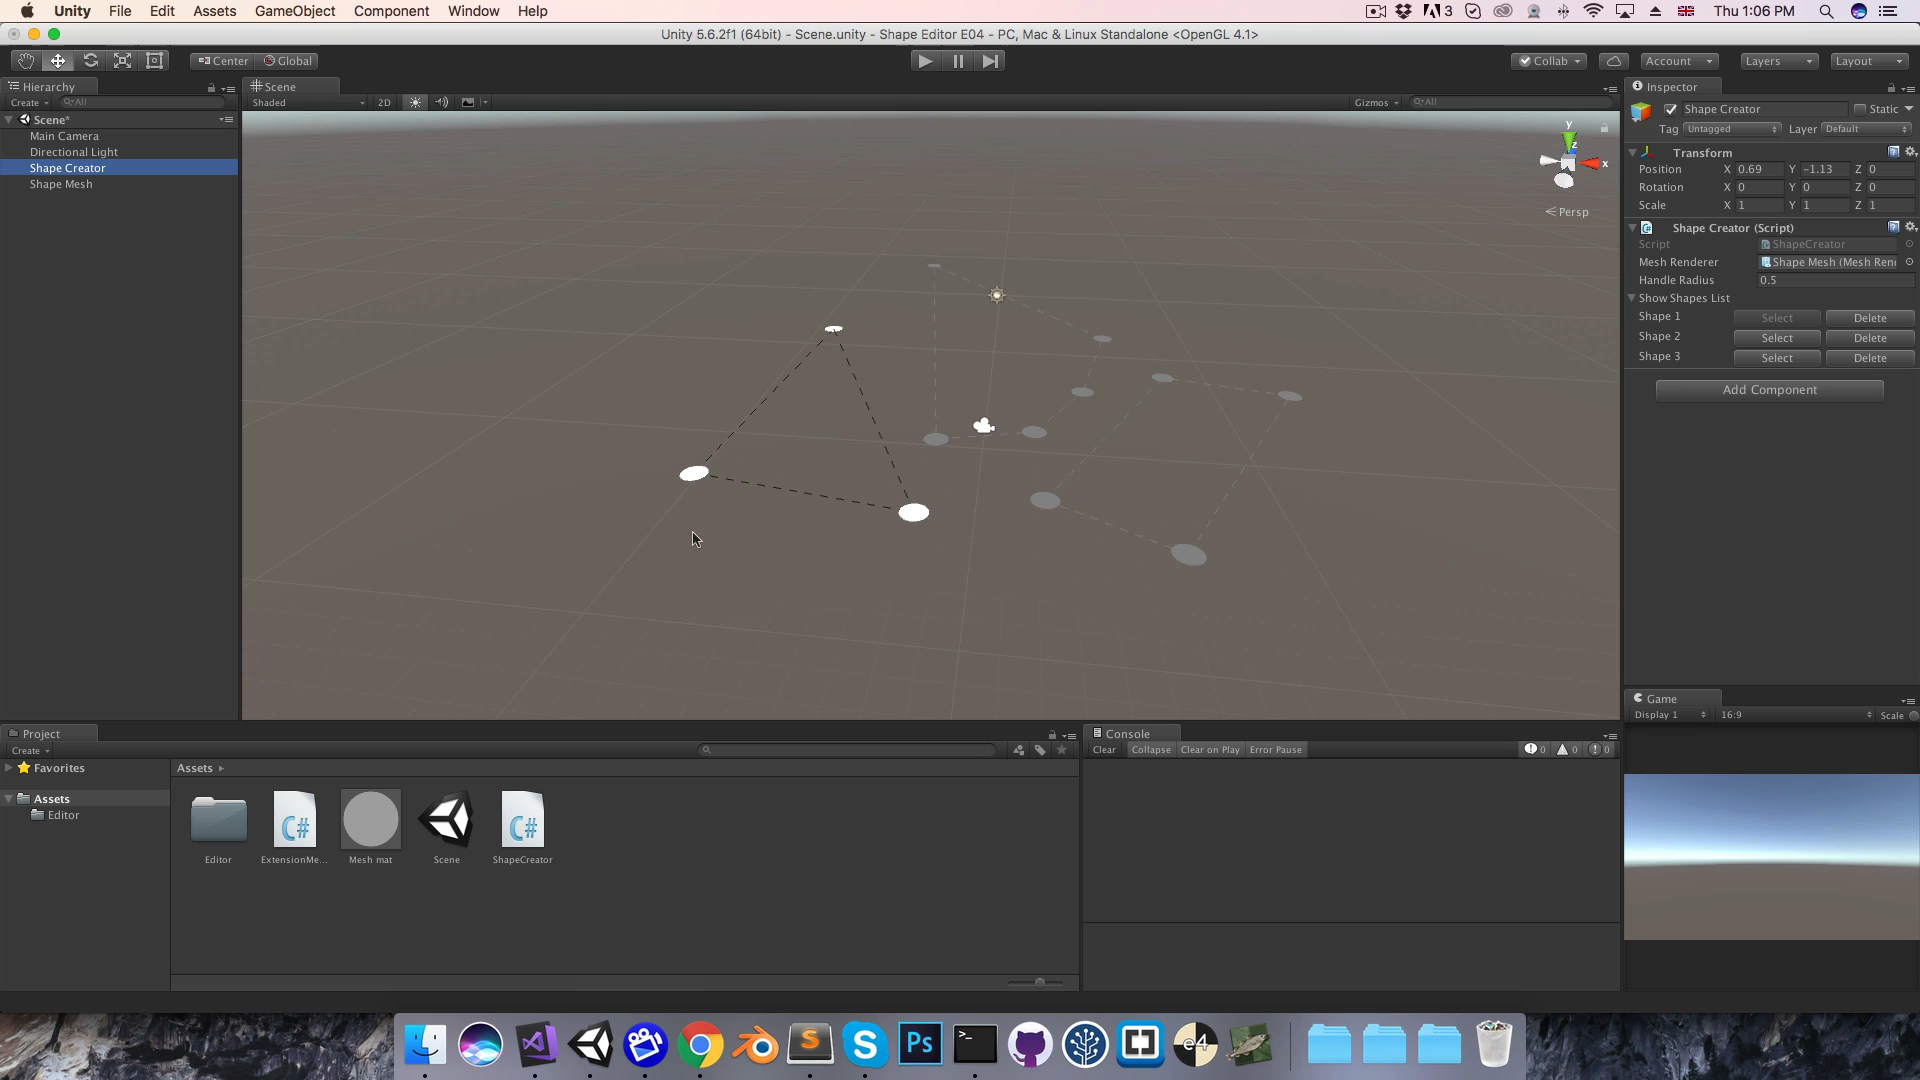 Unity File Edit Assets GameObject Component Window Help
3 Thu 1:06 PM
Unity 5.6.2f1 (64bit) - Scene.unity - Shape Editor E04 - PC, Mac & Linux Standalone <OpenGL 4.1>
Center Global Collab Account Layers Layout
Hierarchy
Create All
Scene*
Main Camera
Directional Light
Shape Creator
Shape Mesh
Scene
Shaded 2D Gizmos All
y
z
x
Persp
Inspector
Shape Creator Static
Tag Untagged Layer Default
Transform
Position X 0.69 Y -1.13 Z 0
Rotation X 0 Y 0 Z 0
Scale X 1 Y 1 Z 1
Shape Creator (Script)
Script ShapeCreator
Mesh Renderer Shape Mesh (Mesh Ren
Handle Radius 0.5
Show Shapes List
Shape 1 Select Delete
Shape 2 Select Delete
Shape 3 Select Delete
Add Component
Game
Display 1 16:9 Scale
Project
Create
Favorites
Assets
Editor
Assets
C# C#
Editor ExtensionMe... Mesh mat Scene ShapeCreator
Console
Clear Collapse Clear on Play Error Pause 0 0 0
S S Ps >_ e4